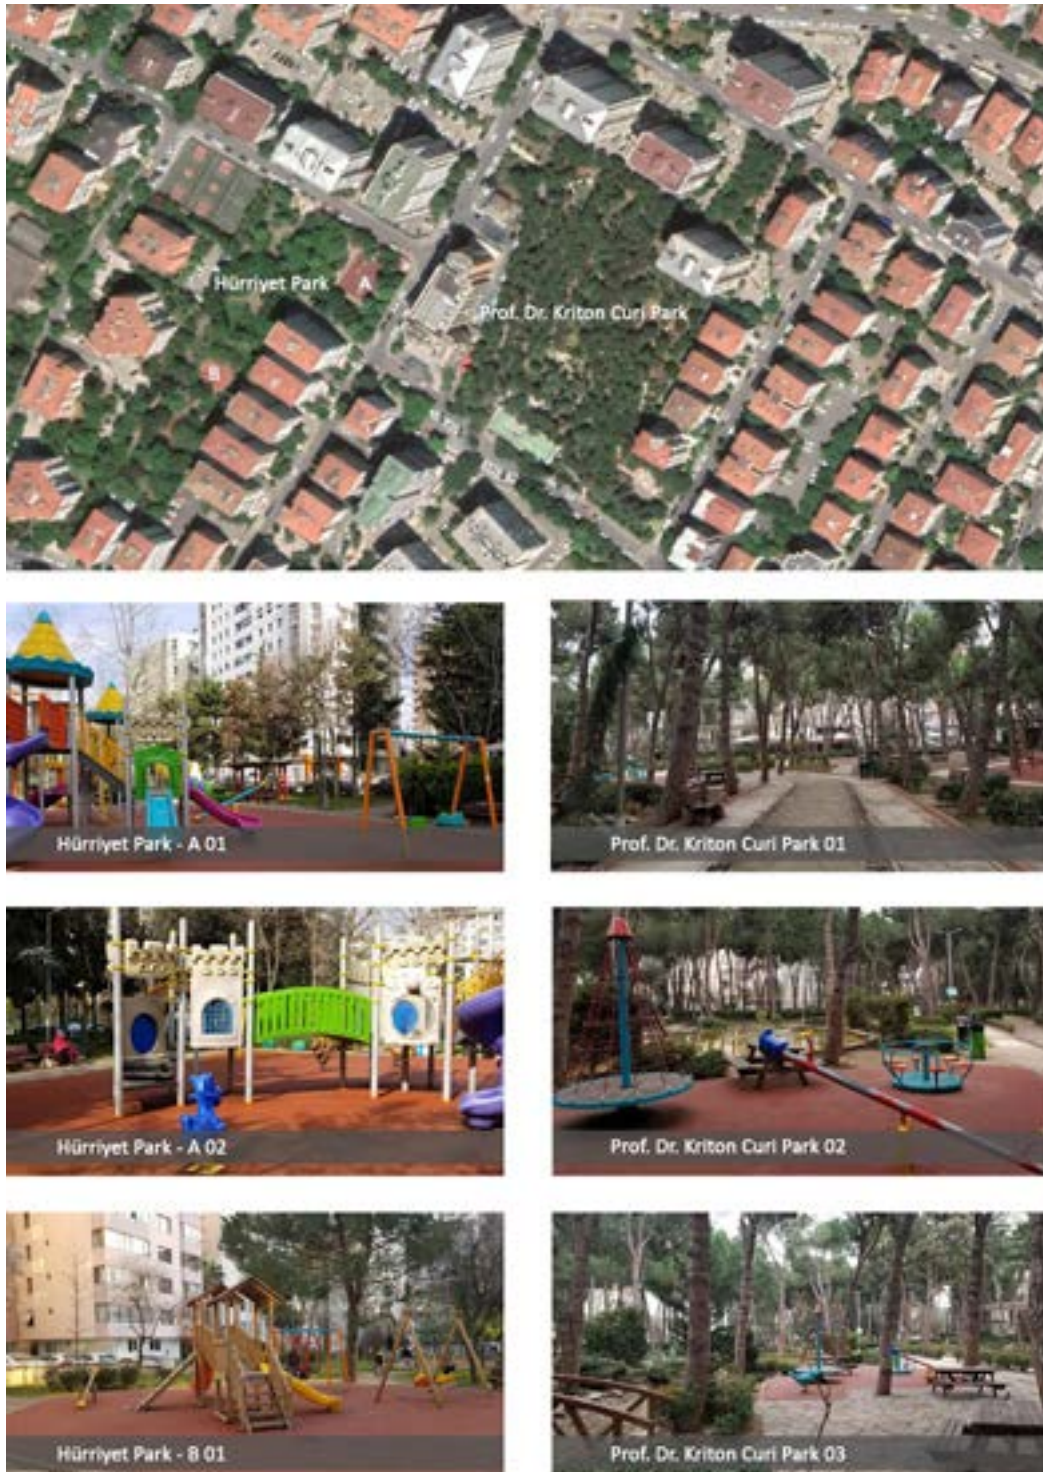 Hürriyet Park
A
Prof. Dr. Kriton Curi Park
B
Hürriyet Park - A 01
Prof. Dr. Kriton Curi Park 01
Hürriyet Park - A 02
Prof. Dr. Kriton Curi Park 02
Hürriyet Park - B 01
Prof. Dr. Kriton Curi Park 03